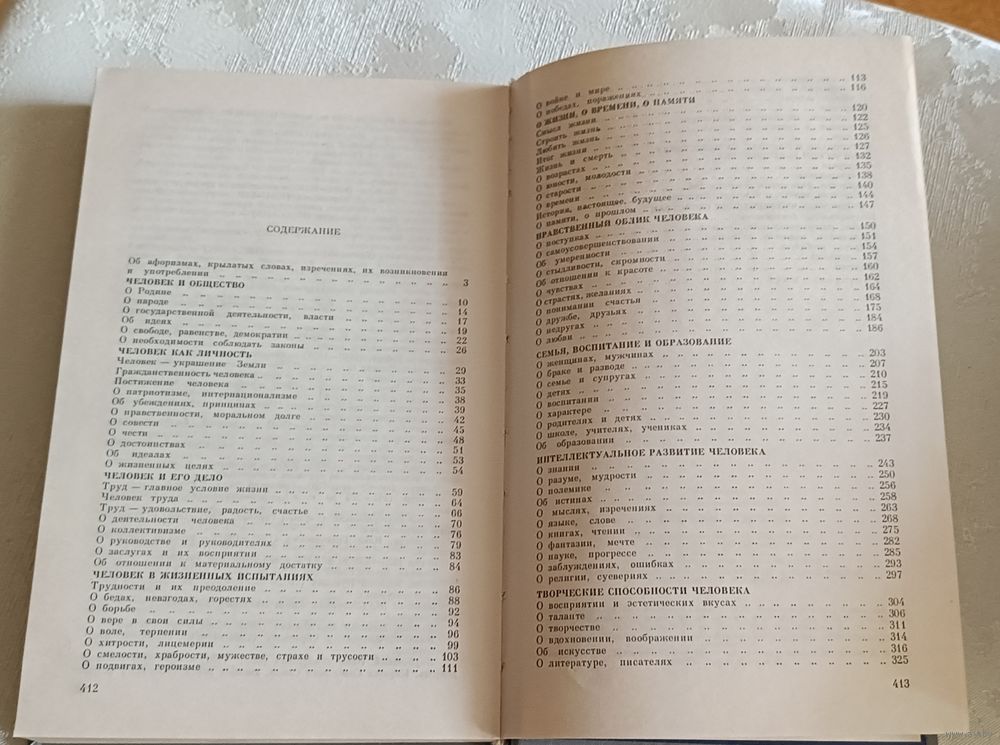 СОДЕРЖАНИЕ
Об афоризмах, крылатых словах, изречениях, их возникновении
и употреблении .. .. .. .. .. .. .. .. .. .. .. .. 3
ЧЕЛОВЕК И ОБЩЕСТВО
О Родине .. .. .. .. .. .. .. .. .. .. .. .. 10
О народе .. .. .. .. .. .. .. .. .. .. .. .. 14
О государственной деятельности, власти .. .. .. .. .. .. 17
Об идеях .. .. .. .. .. .. .. .. .. .. .. .. 19
О свободе, равенстве, демократии .. .. .. .. .. .. .. 22
О необходимости соблюдать законы .. .. .. .. .. .. .. 26
ЧЕЛОВЕК КАК ЛИЧНОСТЬ
Человек — украшение Земли .. .. .. .. .. .. .. .. 29
Гражданственность человека .. .. .. .. .. .. .. .. 33
Постижение человека .. .. .. .. .. .. .. .. .. 35
О патриотизме, интернационализме .. .. .. .. .. .. 38
Об убеждениях, принципах .. .. .. .. .. .. .. .. 39
О нравственности, моральном долге .. .. .. .. .. .. 42
О совести .. .. .. .. .. .. .. .. .. .. .. 45
О чести .. .. .. .. .. .. .. .. .. .. .. .. 48
О достоинствах .. .. .. .. .. .. .. .. .. .. 51
Об идеалах .. .. .. .. .. .. .. .. .. .. .. 53
О жизненных целях .. .. .. .. .. .. .. .. .. 54
ЧЕЛОВЕК И ЕГО ДЕЛО
Труд — главное условие жизни .. .. .. .. .. .. .. 59
Человек труда .. .. .. .. .. .. .. .. .. .. 64
Труд — удовольствие, радость, счастье .. .. .. .. .. 66
О деятельности человека .. .. .. .. .. .. .. .. 70
О коллективизме .. .. .. .. .. .. .. .. .. .. 76
О руководстве и руководителях .. .. .. .. .. .. .. 79
О заслугах и их восприятии .. .. .. .. .. .. .. 83
Об отношении к материальному достатку .. .. .. .. .. 84
ЧЕЛОВЕК В ЖИЗНЕННЫХ ИСПЫТАНИЯХ
Трудности и их преодоление .. .. .. .. .. .. .. 86
О бедах, невзгодах, горестях .. .. .. .. .. .. .. 88
О борьбе .. .. .. .. .. .. .. .. .. .. .. 92
О вере в свои силы .. .. .. .. .. .. .. .. .. 94
О воле, терпении .. .. .. .. .. .. .. .. .. .. 96
О хитрости, лицемерии .. .. .. .. .. .. .. .. .. 99
О смелости, храбрости, мужестве, страхе и трусости .. .. .. 103
О подвигах, героизме .. .. .. .. .. .. .. .. .. 111
412
О войне и мире .. .. .. .. .. .. .. .. .. .. 113
О победах, поражениях .. .. .. .. .. .. .. .. .. 116
О ЖИЗНИ, О ВРЕМЕНИ, О ПАМЯТИ
Смысл жизни .. .. .. .. .. .. .. .. .. .. 120
Строить жизнь .. .. .. .. .. .. .. .. .. .. 122
Любить жизнь .. .. .. .. .. .. .. .. .. .. 125
Итог жизни .. .. .. .. .. .. .. .. .. .. 126
Жизнь и смерть .. .. .. .. .. .. .. .. .. .. 127
О возрастах .. .. .. .. .. .. .. .. .. .. 132
О юности, молодости .. .. .. .. .. .. .. .. .. 135
О старости .. .. .. .. .. .. .. .. .. .. 138
О времени .. .. .. .. .. .. .. .. .. .. 140
История, настоящее, будущее .. .. .. .. .. .. .. 144
О памяти, о прошлом .. .. .. .. .. .. .. .. .. 147
НРАВСТВЕННЫЙ ОБЛИК ЧЕЛОВЕКА
О поступках .. .. .. .. .. .. .. .. .. .. 150
О самоусовершенствовании .. .. .. .. .. .. .. .. 151
Об умеренности .. .. .. .. .. .. .. .. .. .. 154
О стыдливости, скромности .. .. .. .. .. .. .. .. 157
Об отношении к красоте .. .. .. .. .. .. .. .. 160
О чувствах .. .. .. .. .. .. .. .. .. .. 162
О страстях, желаниях .. .. .. .. .. .. .. .. .. 164
О понимании счастья .. .. .. .. .. .. .. .. .. 168
О дружбе, друзьях .. .. .. .. .. .. .. .. .. 175
О недругах .. .. .. .. .. .. .. .. .. .. 184
О любви .. .. .. .. .. .. .. .. .. .. .. 186
СЕМЬЯ, ВОСПИТАНИЕ И ОБРАЗОВАНИЕ
О женщинах, мужчинах .. .. .. .. .. .. .. .. .. 203
О браке и разводе .. .. .. .. .. .. .. .. .. 207
О семье и супругах .. .. .. .. .. .. .. .. .. 210
О детях .. .. .. .. .. .. .. .. .. .. .. 215
О воспитании .. .. .. .. .. .. .. .. .. .. 219
О характере .. .. .. .. .. .. .. .. .. .. 227
О родителях и детях .. .. .. .. .. .. .. .. .. 230
О школе, учителях, учениках .. .. .. .. .. .. .. 234
Об образовании .. .. .. .. .. .. .. .. .. .. 237
ИНТЕЛЛЕКТУАЛЬНОЕ РАЗВИТИЕ ЧЕЛОВЕКА
О знании .. .. .. .. .. .. .. .. .. .. .. 243
О разуме, мудрости .. .. .. .. .. .. .. .. .. 250
О полемике .. .. .. .. .. .. .. .. .. .. 256
Об истинах .. .. .. .. .. .. .. .. .. .. 258
О мыслях, изречениях .. .. .. .. .. .. .. .. .. 263
О языке, слове .. .. .. .. .. .. .. .. .. .. 268
О книгах, чтении .. .. .. .. .. .. .. .. .. .. 275
О фантазии, мечте .. .. .. .. .. .. .. .. .. 282
О науке, прогрессе .. .. .. .. .. .. .. .. .. 285
О заблуждениях, ошибках .. .. .. .. .. .. .. .. 293
О религии, суевериях .. .. .. .. .. .. .. .. .. 297
ТВОРЧЕСКИЕ СПОСОБНОСТИ ЧЕЛОВЕКА
О восприятии и эстетических вкусах .. .. .. .. .. .. 304
О таланте .. .. .. .. .. .. .. .. .. .. .. 306
О творчестве .. .. .. .. .. .. .. .. .. .. 311
О вдохновении, воображении .. .. .. .. .. .. .. 314
Об искусстве .. .. .. .. .. .. .. .. .. .. 316
О литературе, писателях .. .. .. .. .. .. .. .. 325
413